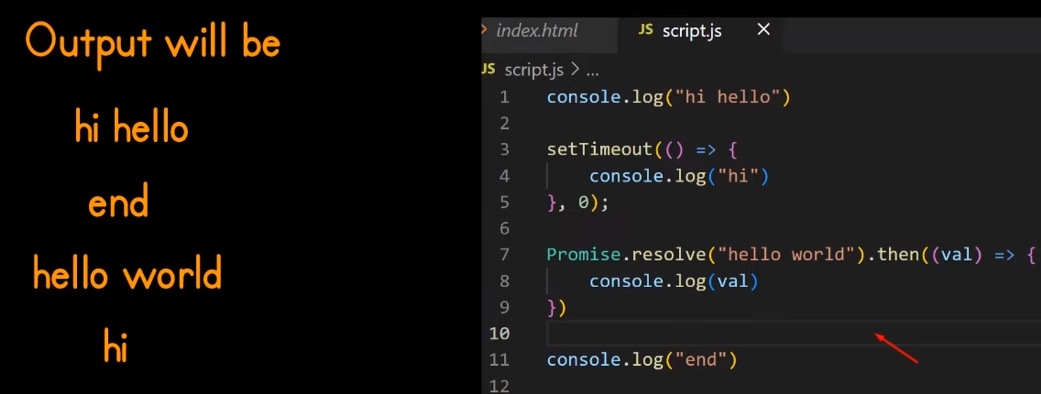 Output will be
hi hello
end
hello world
hi
index.html
JS script.js ×
JS script.js > ...
1 console.log("hi hello")
2
3 setTimeout(() => {
4 console.log("hi")
5 }, 0);
6
7 Promise.resolve("hello world").then((val) => {
8 console.log(val)
9 })
10
11 console.log("end")
12